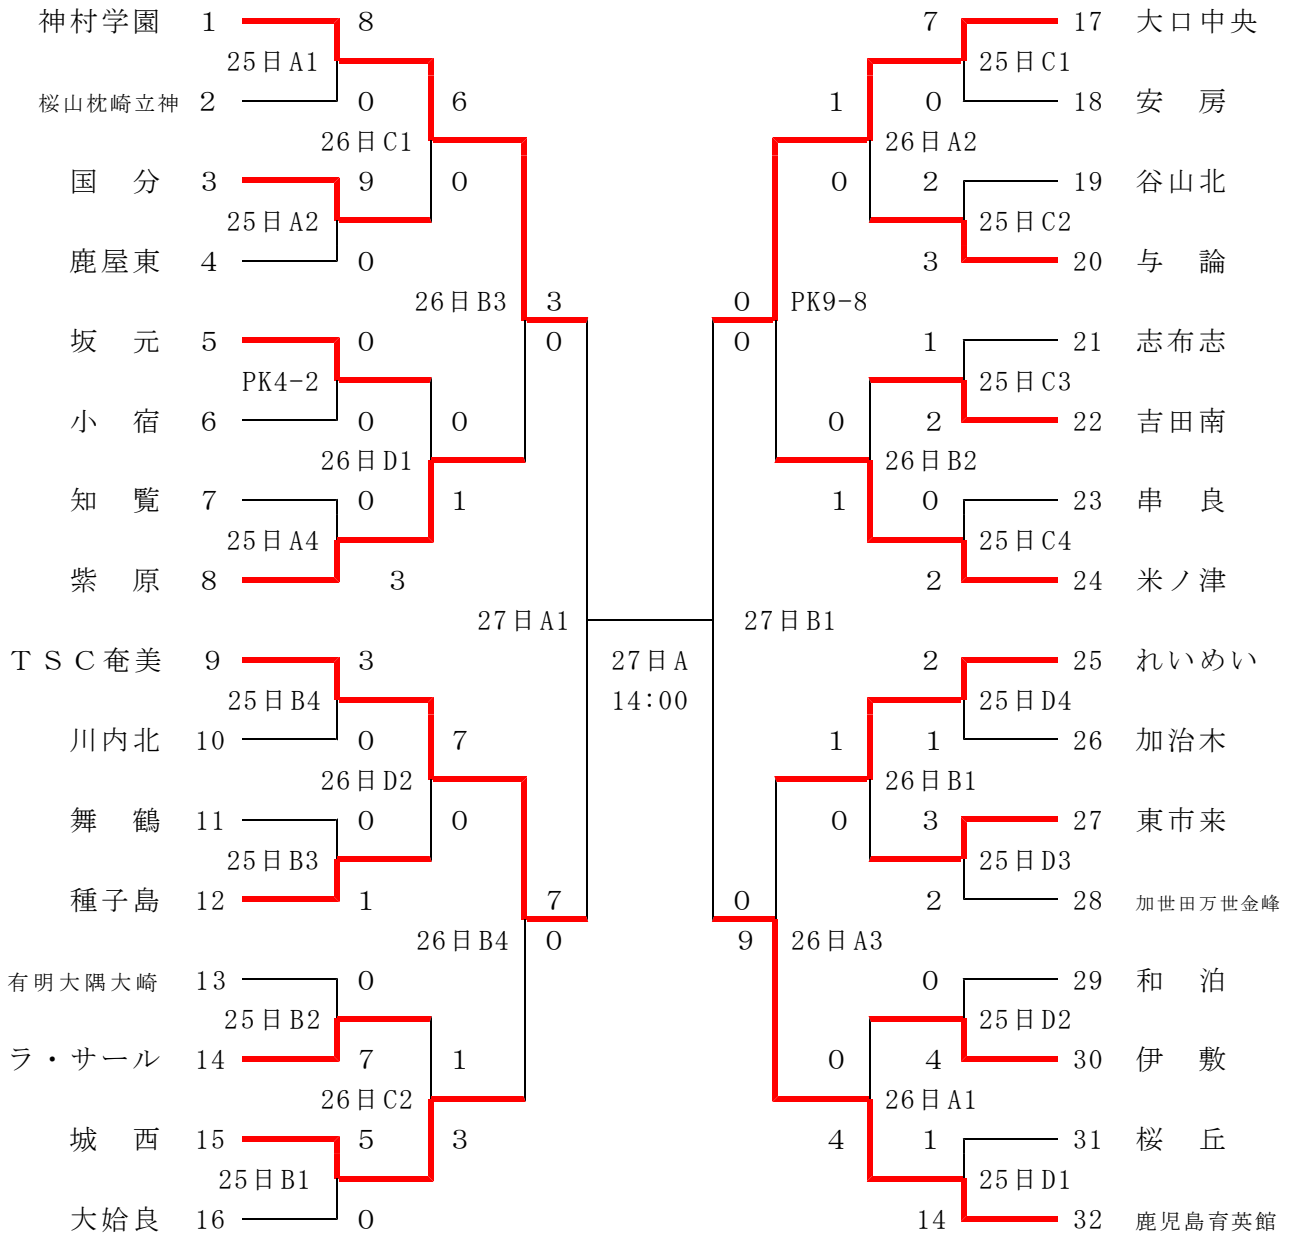 神村学園 1 8 7 17 大口中央
25日A1 25日C1
桜山枕崎立神 2 0 6 1 0 18 安 房
26日C1 26日A2
国 分 3 9 0 0 2 19 谷山北
25日A2 25日C2
鹿屋東 4 0 3 20 与 論
26日B3 3 0 PK9-8
坂 元 5 0 0 0 1 21 志布志
PK4-2 25日C3
小 宿 6 0 0 0 2 22 吉田南
26日D1 26日B2
知 覧 7 0 1 1 0 23 串 良
25日A4 25日C4
紫 原 8 3 2 24 米ノ津
27日A1 27日B1
TSC奄美 9 3 27日A 2 25 れいめい
25日B4 14:00 25日D4
川内北 10 0 7 1 1 26 加治木
26日D2 26日B1
舞 鶴 11 0 0 0 3 27 東市来
25日B3 25日D3
種子島 12 1 7 0 2 28 加世田万世金峰
26日B4 0 9 26日A3
有明大隅大崎 13 0 0 29 和 泊
25日B2 25日D2
ラ・サール 14 7 1 0 4 30 伊 敷
26日C2 26日A1
城 西 15 5 3 4 1 31 桜 丘
25日B1 25日D1
大姶良 16 0 14 32 鹿児島育英館